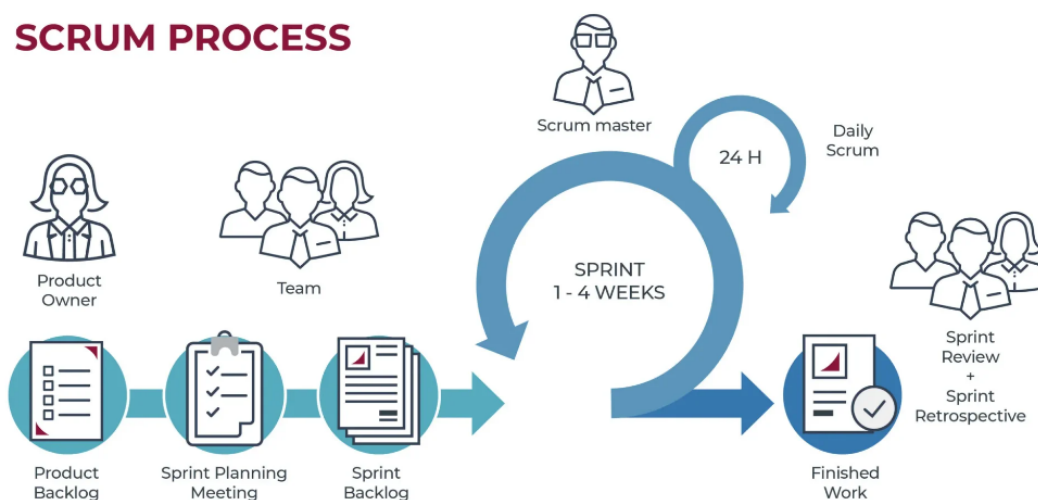 SCRUM PROCESS
Scrum master
24 H
Daily
Scrum
Product
Owner
Team
SPRINT
1 - 4 WEEKS
Sprint
Review
+
Sprint
Retrospective
Product
Backlog
Sprint Planning
Meeting
Sprint
Backlog
Finished
Work